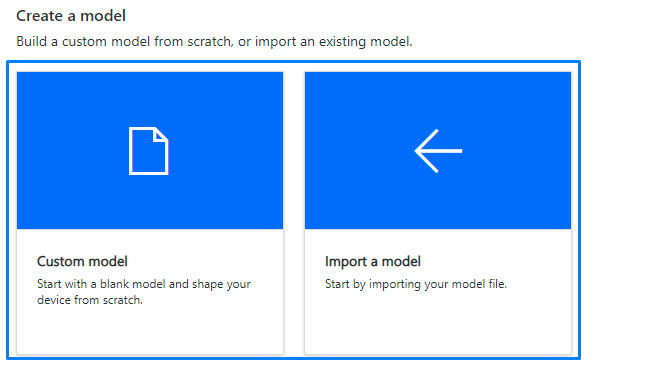 Create a model
Build a custom model from scratch, or import an existing model.
Custom model
Start with a blank model and shape your
device from scratch.
Import a model
Start by importing your model file.